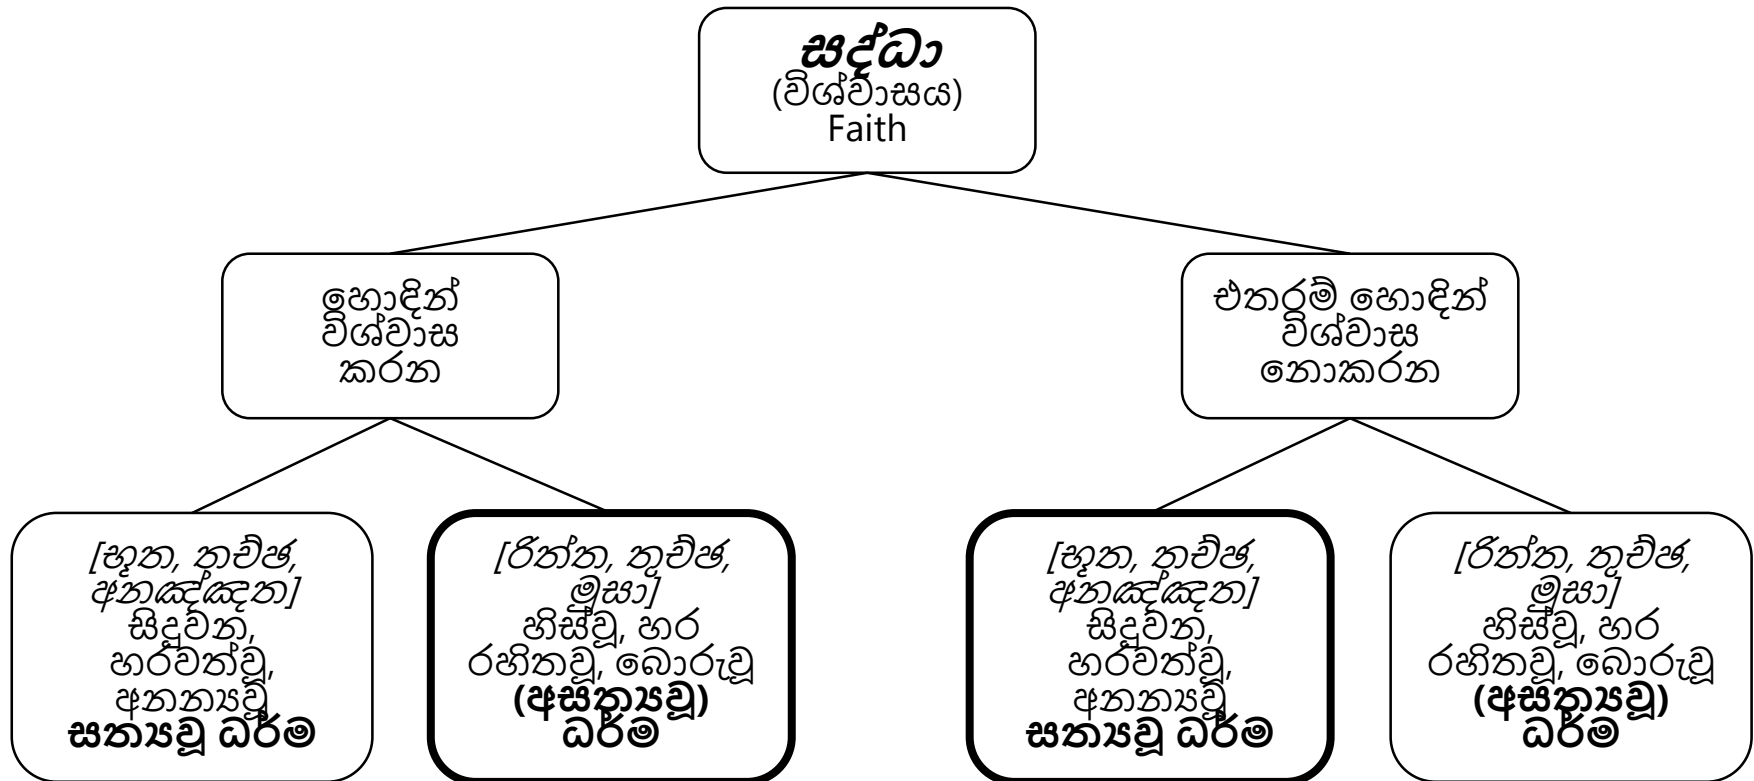 සද්ධා
(විශ්වාසය)
Faith
හොඳින්
විශ්වාස
කරන
එතරම් හොඳින්
විශ්වාස
නොකරන
[භූත, තච්ඡ,
අනඤ්ඤත]
සිදුවන,
හරවත්වූ,
අනන්‍යවූ
සත්‍යවූ ධර්ම
[රිත්ත, තුච්ඡ,
මුසා]
හිස්වූ, හර
රහිතවූ, බොරුවූ
(අසත්‍යවූ)
ධර්ම
[භූත, තච්ඡ,
අනඤ්ඤත]
සිදුවන,
හරවත්වූ,
අනන්‍යවූ
සත්‍යවූ ධර්ම
[රිත්ත, තුච්ඡ,
මුසා]
හිස්වූ, හර
රහිතවූ, බොරුවූ
(අසත්‍යවූ)
ධර්ම